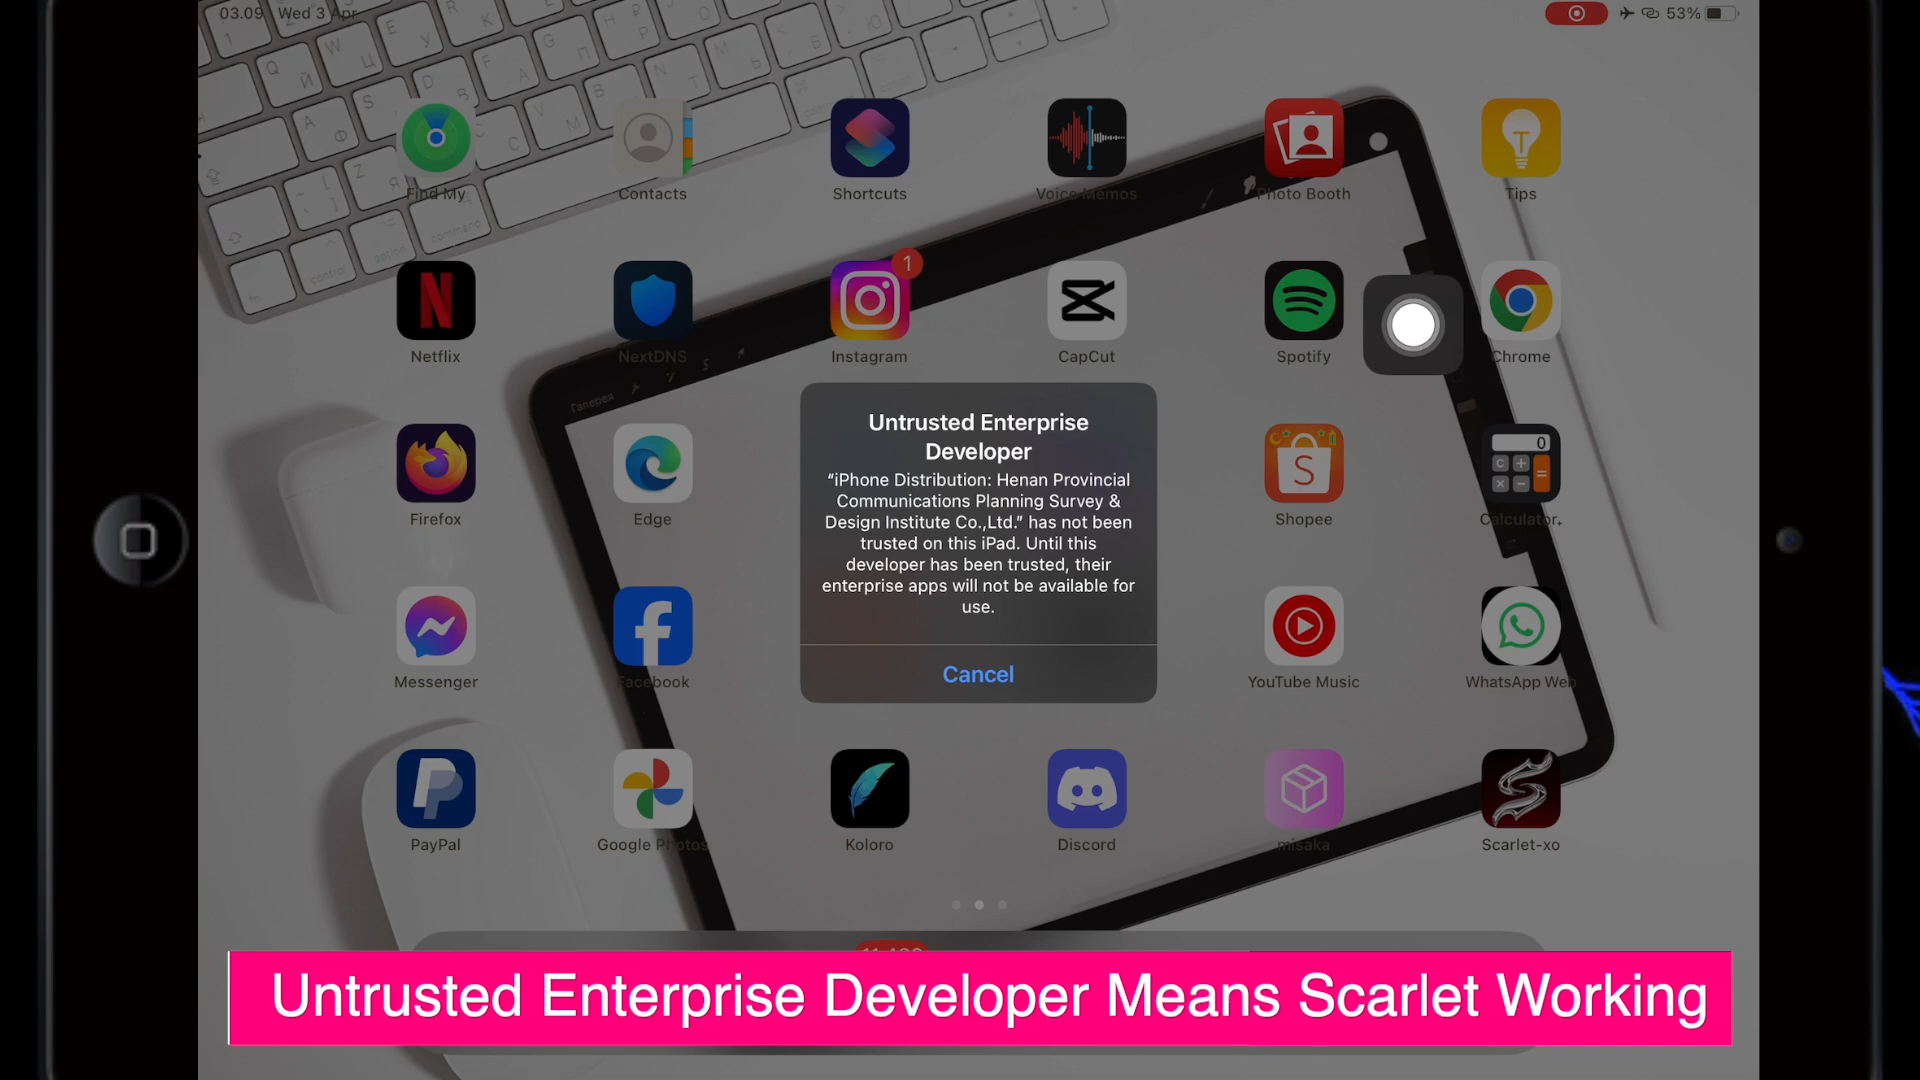 03.09 Wed 3 Apr
53%
Find My
Contacts
Shortcuts
Voice Memos
Photo Booth
Tips
1
Netflix
NextDNS
Instagram
CapCut
Spotify
Chrome
Галерея
Untrusted Enterprise
Developer
“iPhone Distribution: Henan Provincial
Communications Planning Survey &
Design Institute Co.,Ltd.” has not been
trusted on this iPad. Until this
developer has been trusted, their
enterprise apps will not be available for
use.
Cancel
Firefox
Edge
Shopee
Calculator.
Messenger
Facebook
YouTube Music
WhatsApp Web
PayPal
Google Photos
Koloro
Discord
misaka
Scarlet-xo
Untrusted Enterprise Developer Means Scarlet Working